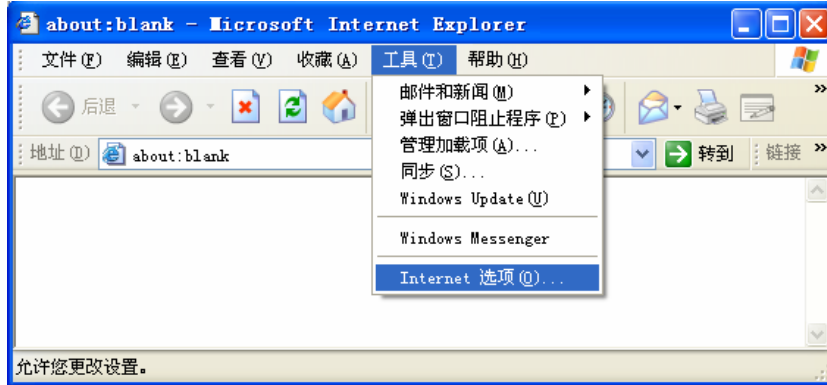 about:blank - Microsoft Internet Explorer
文件(F) 编辑(E) 查看(V) 收藏(A) 工具(T) 帮助(H)
后退
邮件和新闻(M)
弹出窗口阻止程序(P)
管理加载项(A)...
同步(S)...
Windows Update(U)
Windows Messenger
Internet 选项(O)...
地址(D) about:blank 转到 链接
允许您更改设置。